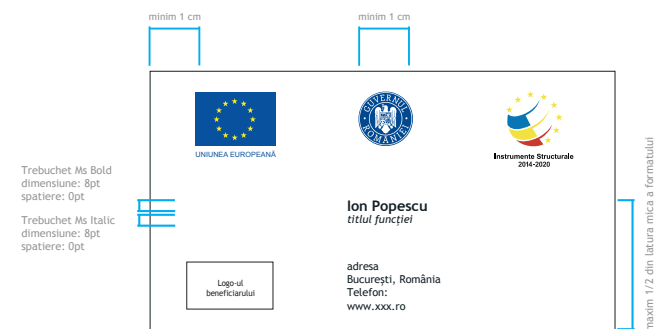 minim 1 cm
minim 1 cm
GUVERNUL ROMÂNIEI
UNIUNEA EUROPEANĂ
Instrumente Structurale
2014-2020
Trebuchet Ms Bold
dimensiune: 8pt
spatiere: 0pt
Trebuchet Ms Italic
dimensiune: 8pt
spatiere: 0pt
Ion Popescu
titlul funcției
Logo-ul
beneficiarului
adresa
București, România
Telefon:
www.xxx.ro
maxim 1/2 din latura mica a formatului